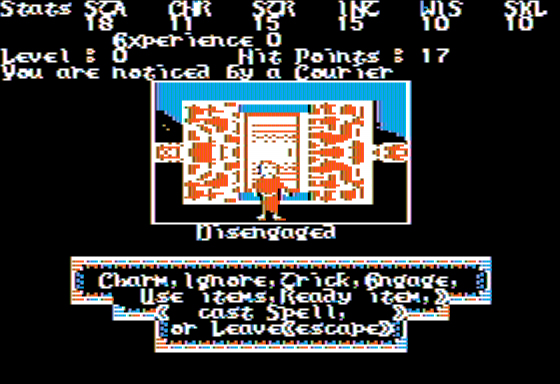 Stats STA CHR STR INT WIS SKL
18 11 15 15 10 10
Experience 0
Level : 0 Hit Points : 17
You are noticed by a Courier
Disengaged
Charm, Ignore, Trick, Engage,
Use items, Ready item,
cast Spell,
or Leave《escape》